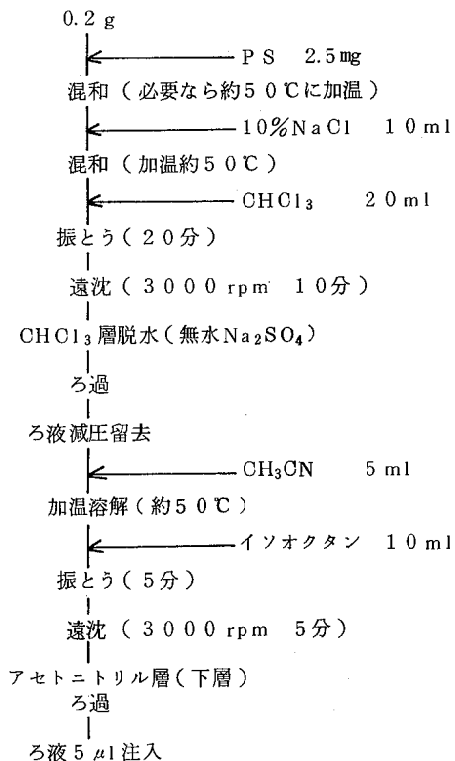 0.2 g
PS 2.5mg
混和(必要なら約50℃に加温)
10%NaCl 10ml
混和(加温約50℃)
CHCl3 20ml
振とう(20分)
遠沈(3000rpm 10分)
CHCl3層脱水(無水Na2SO4)
ろ過
ろ液減圧留去
CH3CN 5ml
加温溶解(約50℃)
イソオクタン 10ml
振とう(5分)
遠沈(3000rpm 5分)
アセトニトリル層(下層)
ろ過
ろ液5μl注入